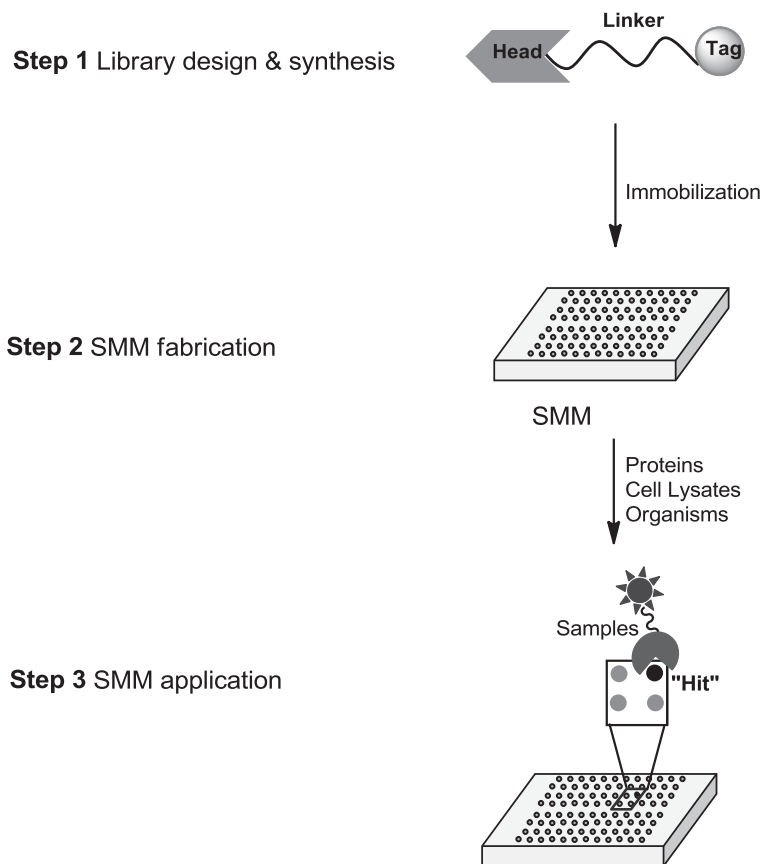 Linker
Step 1 Library design & synthesis
Head
Tag
Immobilization
Step 2 SMM fabrication
SMM
Proteins
Cell Lysates
Organisms
Samples
Step 3 SMM application
"Hit"